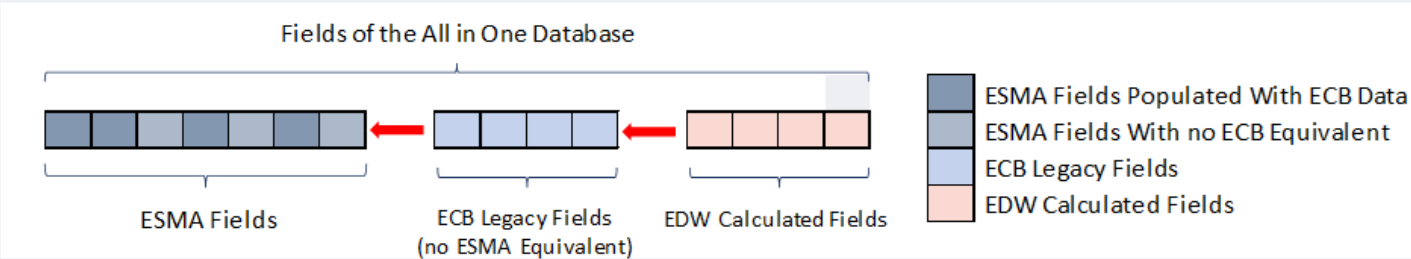 Fields of the All in One Database
ESMA Fields Populated With ECB Data
ESMA Fields With no ECB Equivalent
ECB Legacy Fields
EDW Calculated Fields
ESMA Fields
ECB Legacy Fields
(no ESMA Equivalent)
EDW Calculated Fields